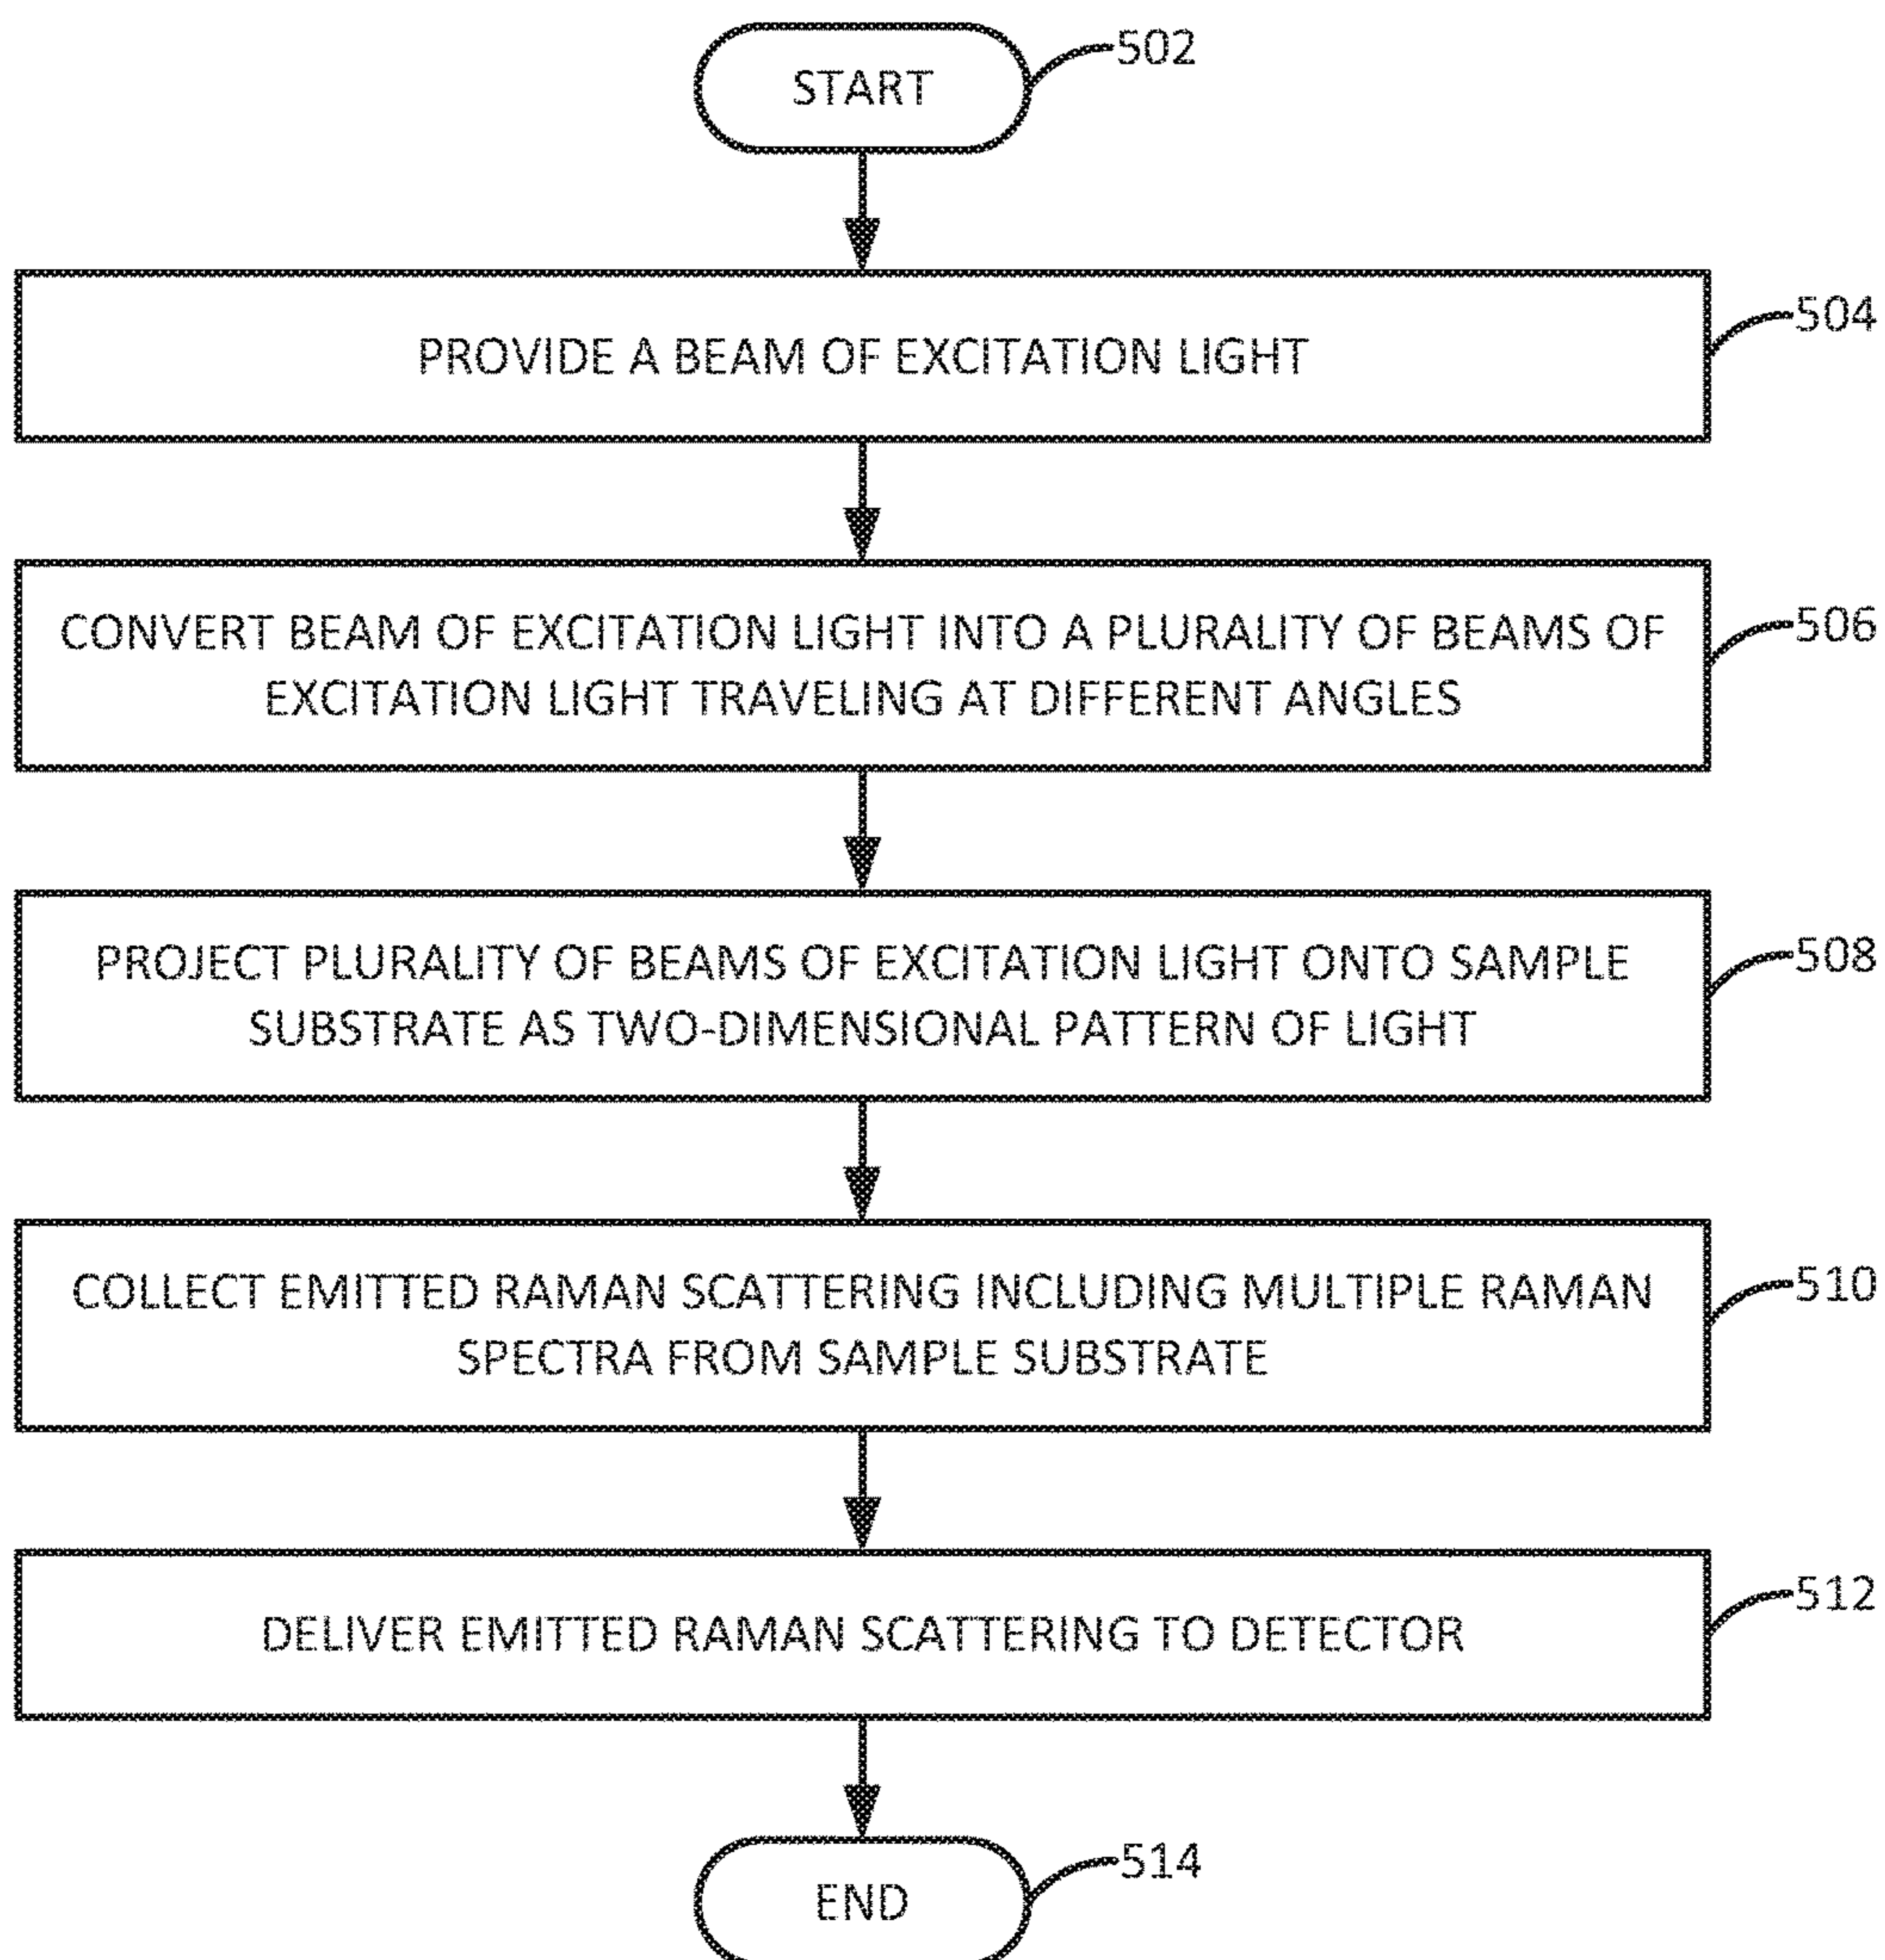 START
502
PROVIDE A BEAM OF EXCITATION LIGHT
504
CONVERT BEAM OF EXCITATION LIGHT INTO A PLURALITY OF BEAMS OF
EXCITATION LIGHT TRAVELING AT DIFFERENT ANGLES
506
PROJECT PLURALITY OF BEAMS OF EXCITATION LIGHT ONTO SAMPLE
SUBSTRATE AS TWO-DIMENSIONAL PATTERN OF LIGHT
508
COLLECT EMITTED RAMAN SCATTERING INCLUDING MULTIPLE RAMAN
SPECTRA FROM SAMPLE SUBSTRATE
510
DELIVER EMITTED RAMAN SCATTERING TO DETECTOR
512
END
514